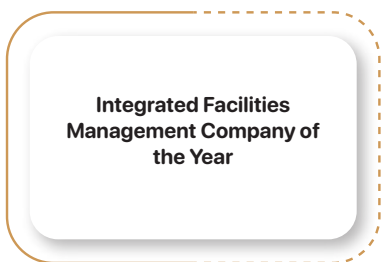 Integrated Facilities
Management Company of
the Year